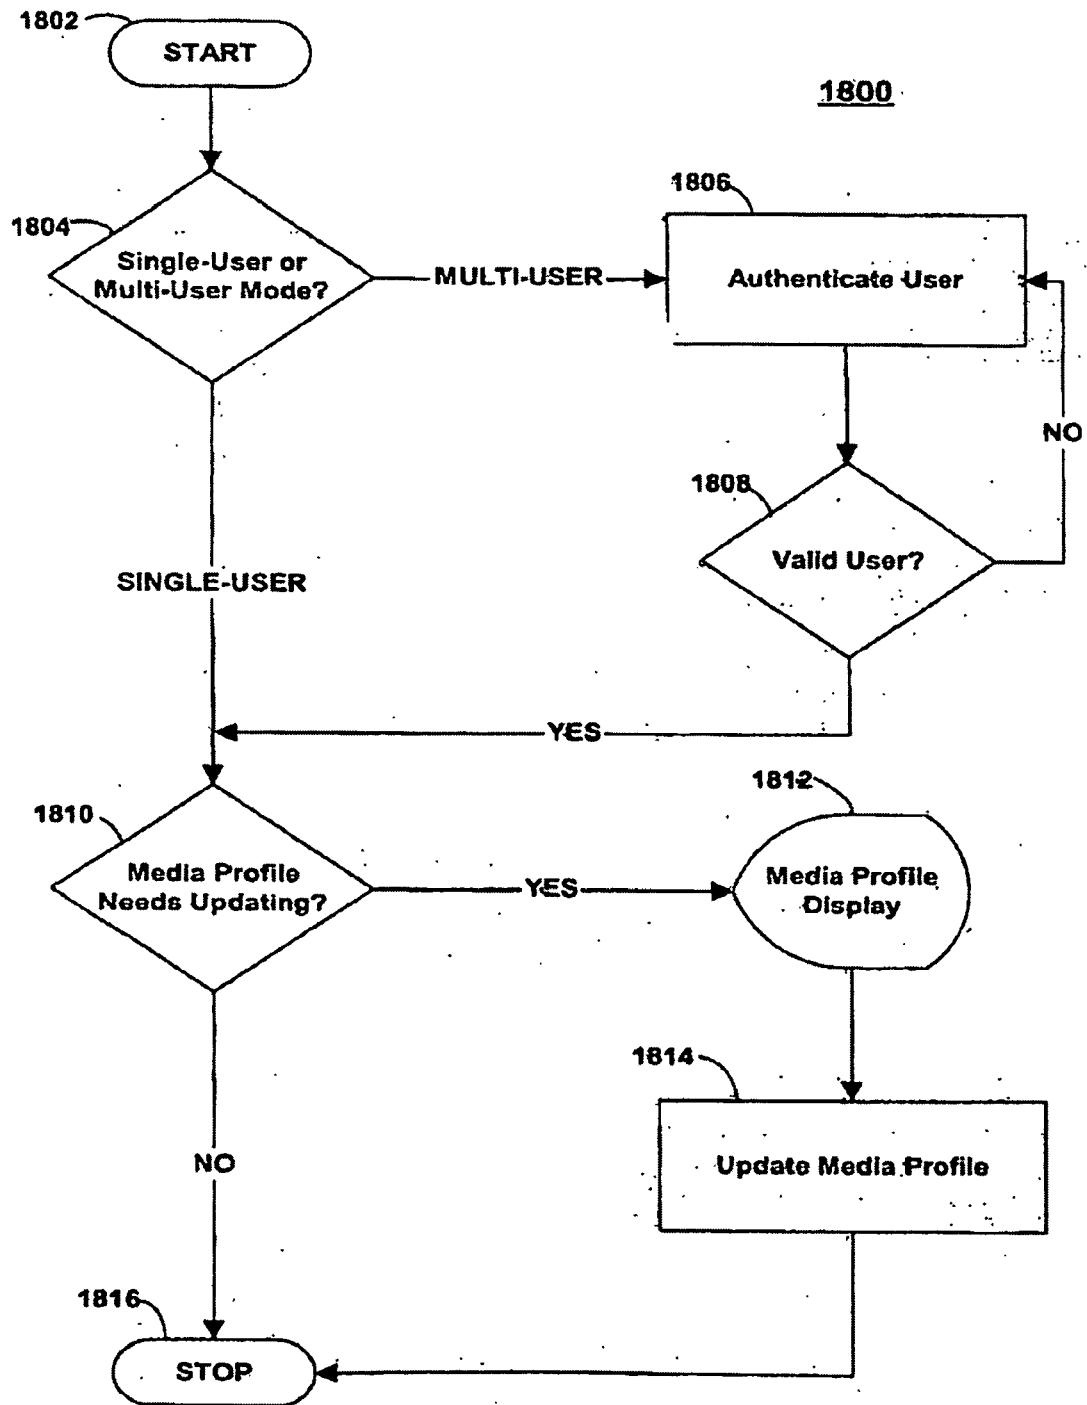 1802
START
1800
1806
1804
Single-User or
Multi-User Mode?
MULTI-USER
Authenticate User
NO
1808
Valid User?
SINGLE-USER
YES
1812
1810
Media Profile
Needs Updating?
YES
Media Profile
Display
1814
Update Media Profile
NO
1816
STOP